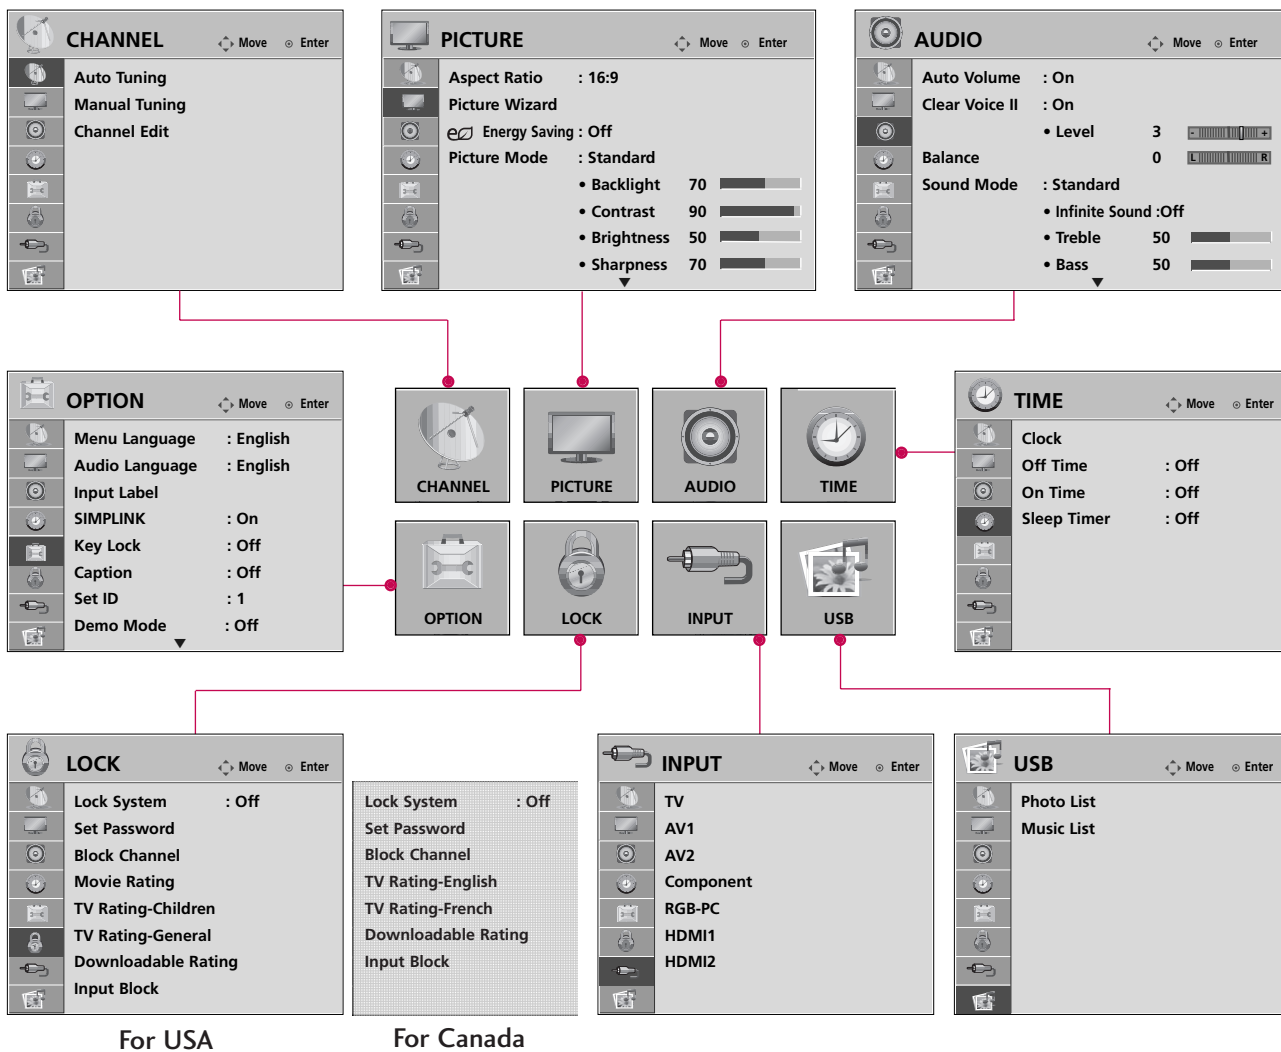 CHANNEL Move Enter
Auto Tuning
Manual Tuning
Channel Edit
PICTURE Move Enter
Aspect Ratio : 16:9
Picture Wizard
e Energy Saving : Off
Picture Mode : Standard
• Backlight 70
• Contrast 90
• Brightness 50
• Sharpness 70
AUDIO Move Enter
Auto Volume : On
Clear Voice II : On
• Level 3 - +
Balance 0 L R
Sound Mode : Standard
• Infinite Sound :Off
• Treble 50
• Bass 50
OPTION Move Enter
Menu Language : English
Audio Language : English
Input Label
SIMPLINK : On
Key Lock : Off
Caption : Off
Set ID : 1
Demo Mode : Off
CHANNEL
PICTURE
AUDIO
TIME
OPTION
LOCK
INPUT
USB
TIME Move Enter
Clock
Off Time : Off
On Time : Off
Sleep Timer : Off
LOCK Move Enter
Lock System : Off
Set Password
Block Channel
Movie Rating
TV Rating-Children
TV Rating-General
Downloadable Rating
Input Block
For USA
Lock System : Off
Set Password
Block Channel
TV Rating-English
TV Rating-French
Downloadable Rating
Input Block
For Canada
INPUT Move Enter
TV
AV1
AV2
Component
RGB-PC
HDMI1
HDMI2
USB Move Enter
Photo List
Music List